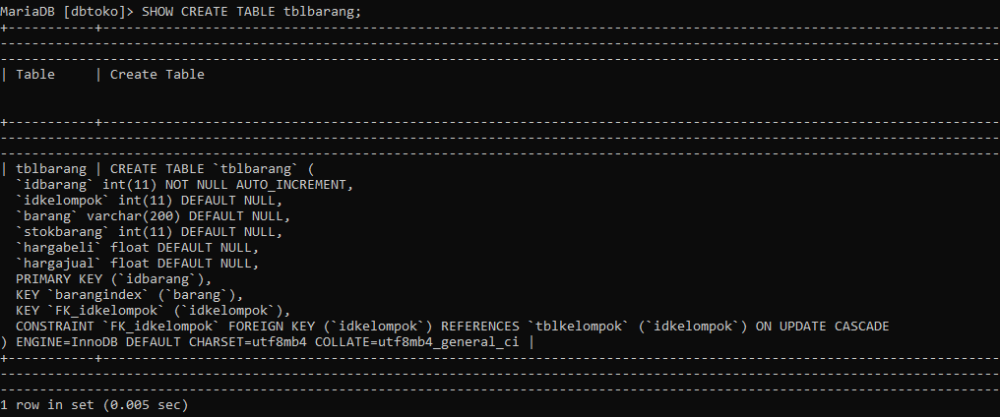 MariaDB [dbtoko]> SHOW CREATE TABLE tblbarang;
+-----------+------------------------------------------------------------------------------------------------------------------
-------------------------------------------------------------------------------------------------------------------------------
-------------------------------------------------------------------------------------------------------------------------------
| Table     | Create Table
+-----------+------------------------------------------------------------------------------------------------------------------
-------------------------------------------------------------------------------------------------------------------------------
-------------------------------------------------------------------------------------------------------------------------------
| tblbarang | CREATE TABLE `tblbarang` (
  `idbarang` int(11) NOT NULL AUTO_INCREMENT,
  `idkelompok` int(11) DEFAULT NULL,
  `barang` varchar(200) DEFAULT NULL,
  `stokbarang` int(11) DEFAULT NULL,
  `hargabeli` float DEFAULT NULL,
  `hargajual` float DEFAULT NULL,
  PRIMARY KEY (`idbarang`),
  KEY `barangindex` (`barang`),
  KEY `FK_idkelompok` (`idkelompok`),
  CONSTRAINT `FK_idkelompok` FOREIGN KEY (`idkelompok`) REFERENCES `tblkelompok` (`idkelompok`) ON UPDATE CASCADE
) ENGINE=InnoDB DEFAULT CHARSET=utf8mb4 COLLATE=utf8mb4_general_ci |
+-----------+------------------------------------------------------------------------------------------------------------------
-------------------------------------------------------------------------------------------------------------------------------
-------------------------------------------------------------------------------------------------------------------------------
1 row in set (0.005 sec)